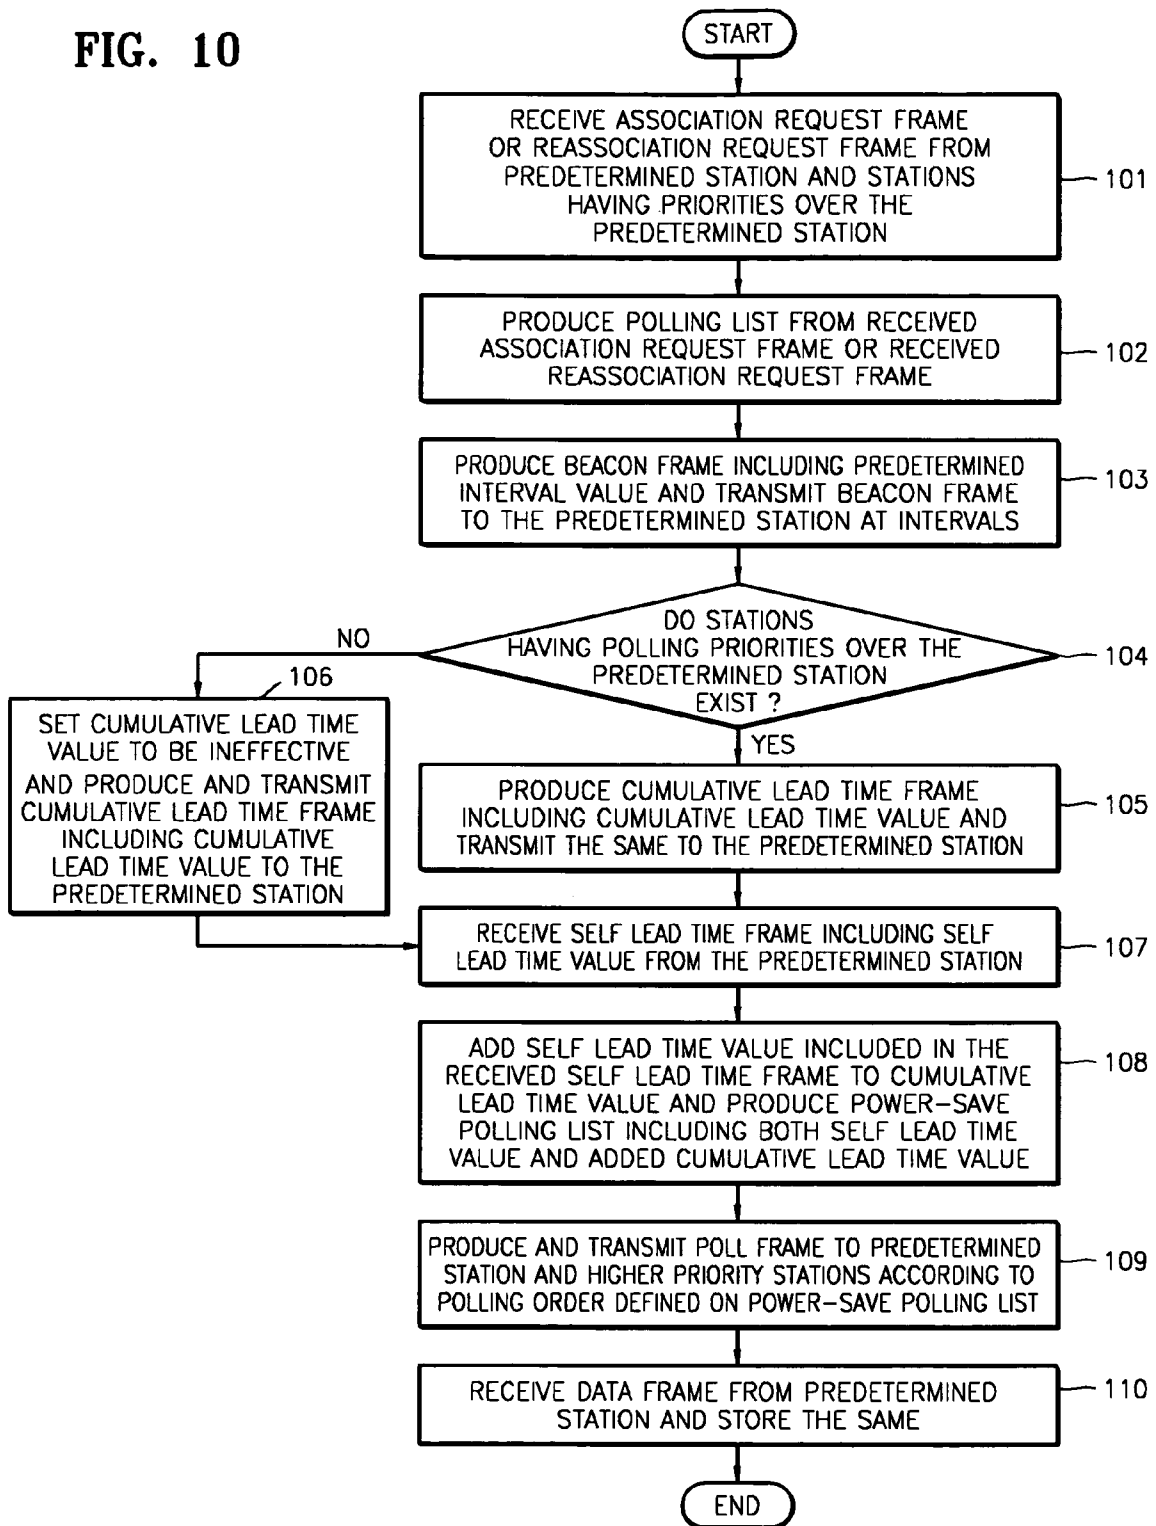 FIG. 10
START
RECEIVE ASSOCIATION REQUEST FRAME
OR REASSOCIATION REQUEST FRAME FROM
PREDETERMINED STATION AND STATIONS
HAVING PRIORITIES OVER THE
PREDETERMINED STATION
101
PRODUCE POLLING LIST FROM RECEIVED
ASSOCIATION REQUEST FRAME OR RECEIVED
REASSOCIATION REQUEST FRAME
102
PRODUCE BEACON FRAME INCLUDING PREDETERMINED
INTERVAL VALUE AND TRANSMIT BEACON FRAME
TO THE PREDETERMINED STATION AT INTERVALS
103
DO STATIONS
HAVING POLLING PRIORITIES OVER THE
PREDETERMINED STATION
EXIST ?
104
NO
106
SET CUMULATIVE LEAD TIME
VALUE TO BE INEFFECTIVE
AND PRODUCE AND TRANSMIT
CUMULATIVE LEAD TIME FRAME
INCLUDING CUMULATIVE
LEAD TIME VALUE TO THE
PREDETERMINED STATION
YES
PRODUCE CUMULATIVE LEAD TIME FRAME
INCLUDING CUMULATIVE LEAD TIME VALUE AND
TRANSMIT THE SAME TO THE PREDETERMINED STATION
105
RECEIVE SELF LEAD TIME FRAME INCLUDING SELF
LEAD TIME VALUE FROM THE PREDETERMINED STATION
107
ADD SELF LEAD TIME VALUE INCLUDED IN THE
RECEIVED SELF LEAD TIME FRAME TO CUMULATIVE
LEAD TIME VALUE AND PRODUCE POWER-SAVE
POLLING LIST INCLUDING BOTH SELF LEAD TIME
VALUE AND ADDED CUMULATIVE LEAD TIME VALUE
108
PRODUCE AND TRANSMIT POLL FRAME TO PREDETERMINED
STATION AND HIGHER PRIORITY STATIONS ACCORDING TO
POLLING ORDER DEFINED ON POWER-SAVE POLLING LIST
109
RECEIVE DATA FRAME FROM PREDETERMINED
STATION AND STORE THE SAME
110
END